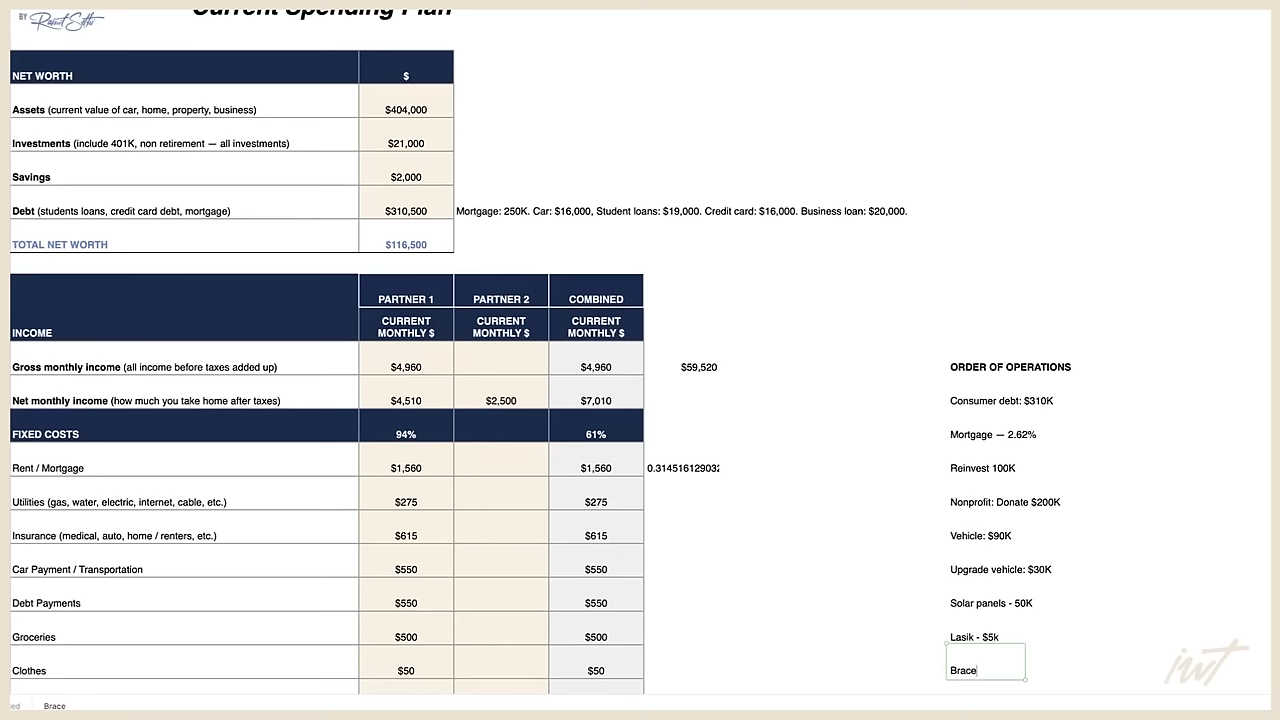 Current Spending Plan
BY Ramit Sethi
NET WORTH $
Assets (current value of car, home, property, business) $404,000
Investments (include 401K, non retirement — all investments) $21,000
Savings $2,000
Debt (students loans, credit card debt, mortgage) $310,500 Mortgage: 250K. Car: $16,000, Student loans: $19,000. Credit card: $16,000. Business loan: $20,000.
TOTAL NET WORTH $116,500
PARTNER 1 PARTNER 2 COMBINED
INCOME CURRENT MONTHLY $ CURRENT MONTHLY $ CURRENT MONTHLY $
Gross monthly income (all income before taxes added up) $4,960 $4,960 $59,520 ORDER OF OPERATIONS
Net monthly income (how much you take home after taxes) $4,510 $2,500 $7,010 Consumer debt: $310K
FIXED COSTS 94% 61% Mortgage — 2.62%
Rent / Mortgage $1,560 $1,560 0.314516129032 Reinvest 100K
Utilities (gas, water, electric, internet, cable, etc.) $275 $275 Nonprofit: Donate $200K
Insurance (medical, auto, home / renters, etc.) $615 $615 Vehicle: $90K
Car Payment / Transportation $550 $550 Upgrade vehicle: $30K
Debt Payments $550 $550 Solar panels - 50K
Groceries $500 $500 Lasik - $5k
Clothes $50 $50 Brace
iwt
ed Brace